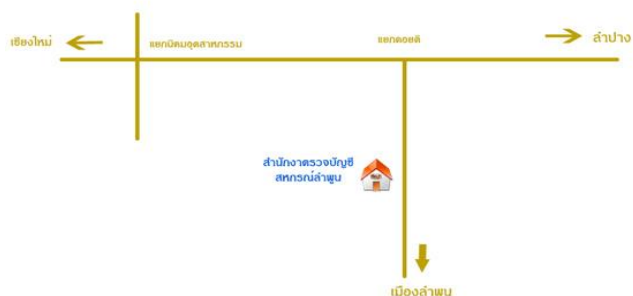 เชียงใหม่
แยกนิคมอุตสาหกรรม
แยกดอยติ
ลำปาง
สำนักงาตรวจบัญชี
สหกรณ์ลำพูน
เมืองลำพูน